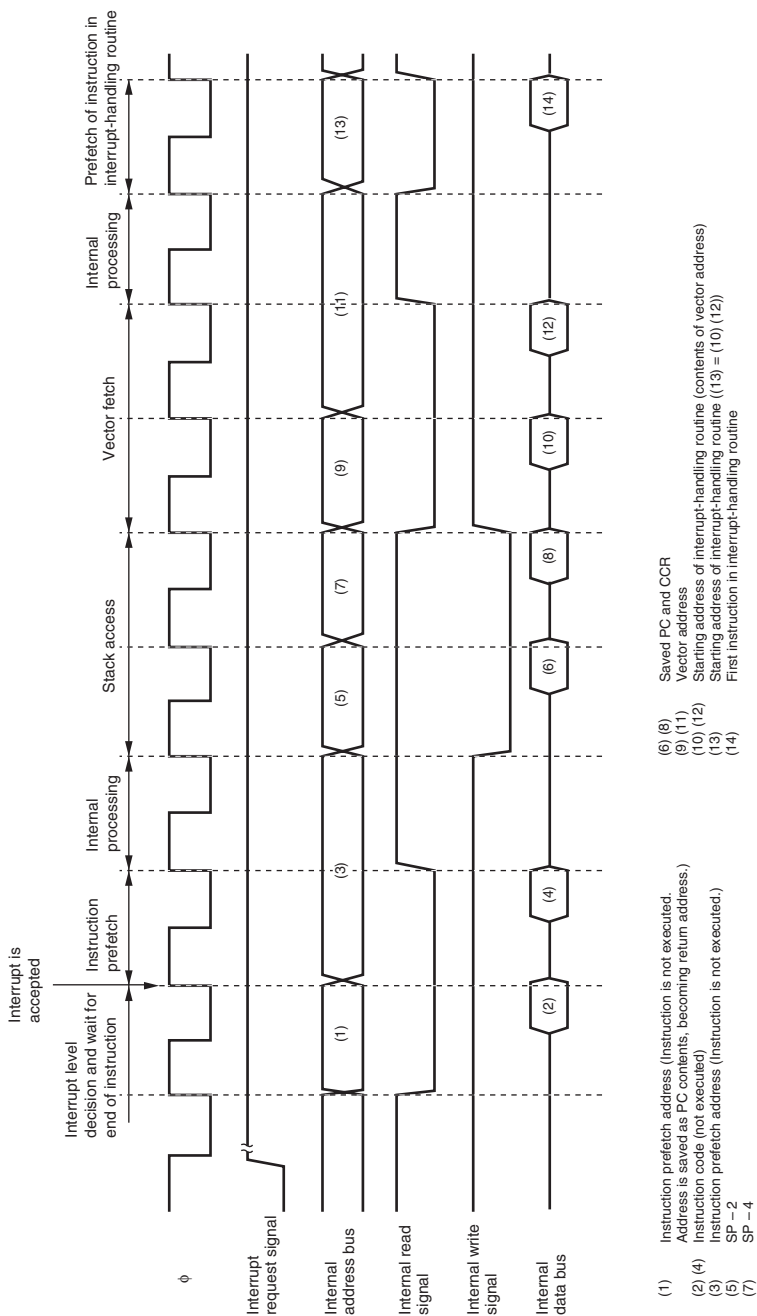 Interrupt is
accepted
Interrupt level
decision and wait for
end of instruction
Instruction
prefetch
Internal
processing
Stack access
Vector fetch
Internal
processing
Prefetch of instruction in
interrupt-handling routine
φ
Interrupt
request signal
Internal
address bus
(1)
(3)
(5)
(7)
(9)
(11)
(13)
Internal read
signal
Internal write
signal
Internal
data bus
(2)
(4)
(6)
(8)
(10)
(12)
(14)
(1) Instruction prefetch address (Instruction is not executed.
Address is saved as PC contents, becoming return address.)
(2) (4) Instruction code (not executed)
(3) Instruction prefetch address (Instruction is not executed.)
(5) SP – 2
(7) SP – 4
(6) (8) Saved PC and CCR
(9) (11) Vector address
(10) (12) Starting address of interrupt-handling routine (contents of vector address)
(13) Starting address of interrupt-handling routine ((13) = (10) (12))
(14) First instruction in interrupt-handling routine